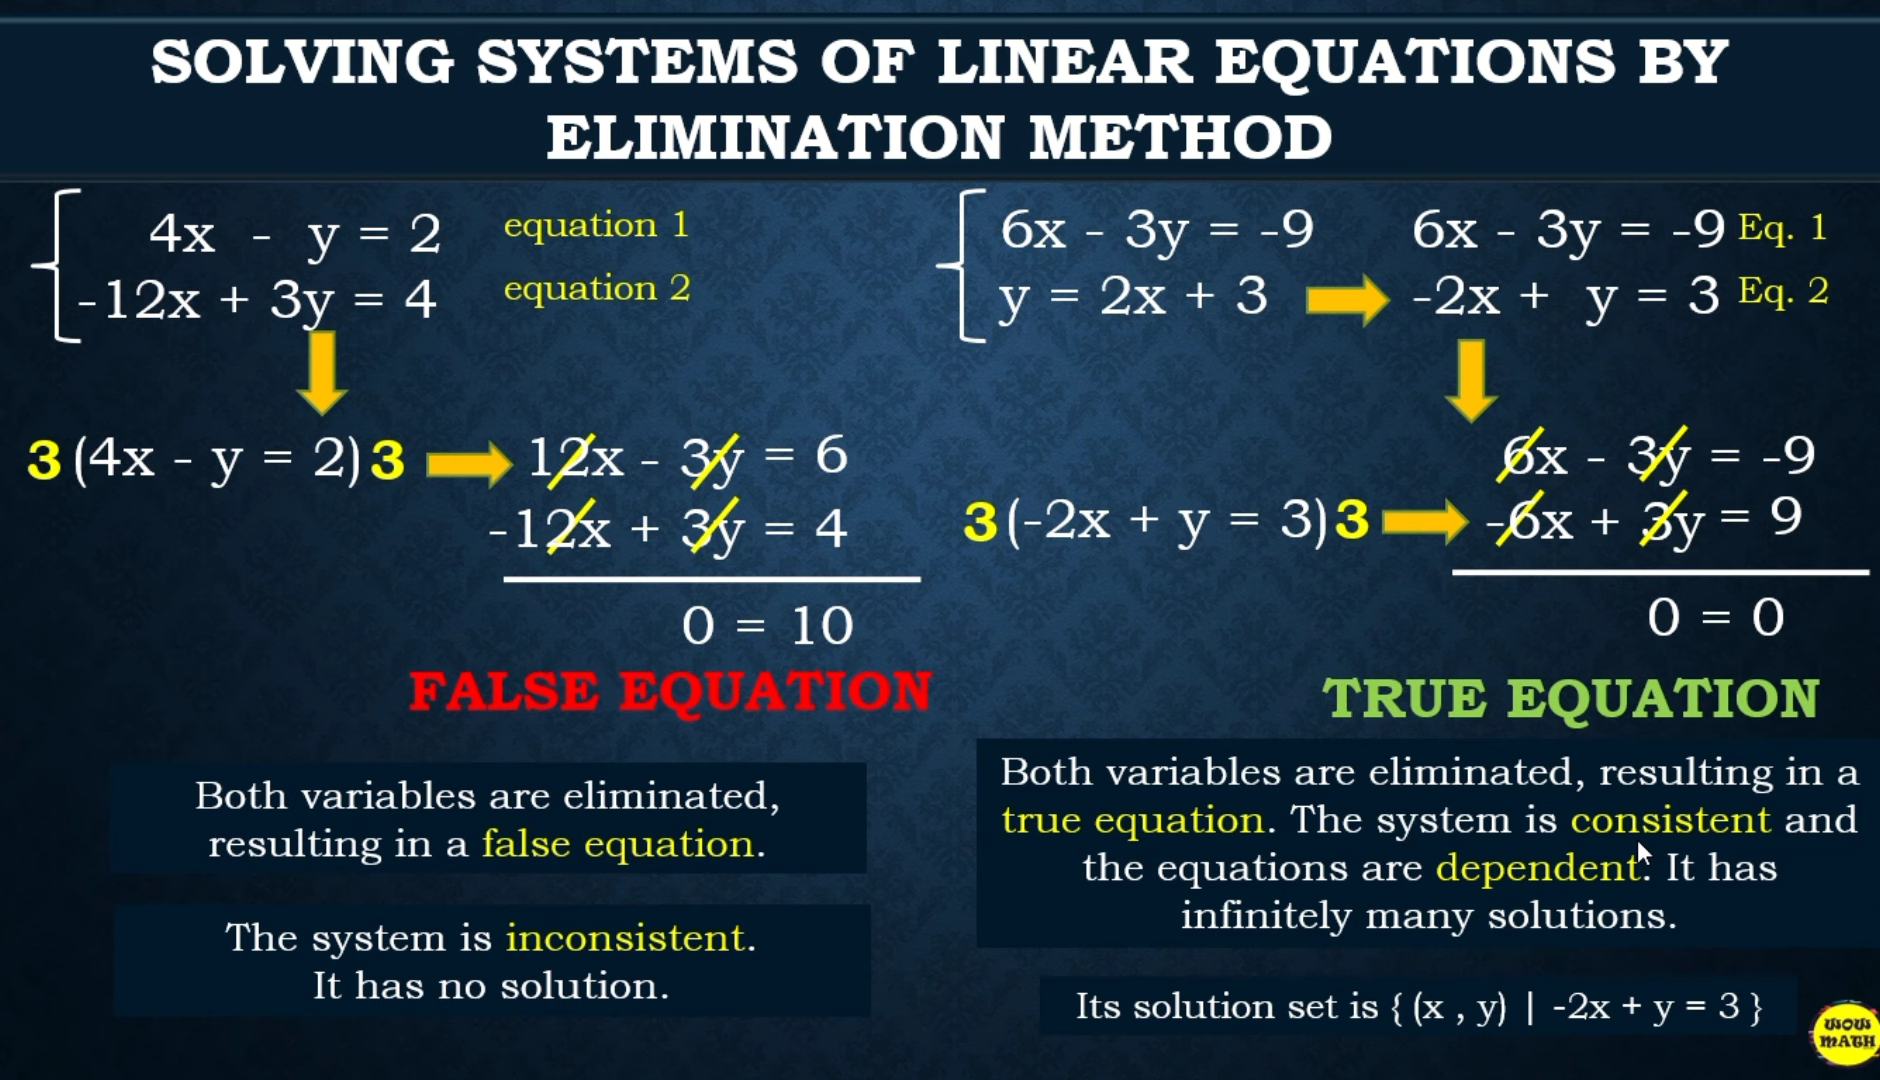 SOLVING SYSTEMS OF LINEAR EQUATIONS BY
ELIMINATION METHOD
4x - y = 2 equation 1
-12x + 3y = 4 equation 2
3(4x - y = 2)3
12x - 3y = 6
-12x + 3y = 4
0 = 10
FALSE EQUATION
Both variables are eliminated,
resulting in a false equation.
The system is inconsistent.
It has no solution.
6x - 3y = -9
y = 2x + 3
6x - 3y = -9 Eq. 1
-2x + y = 3 Eq. 2
6x - 3y = -9
3(-2x + y = 3)3
-6x + 3y = 9
0 = 0
TRUE EQUATION
Both variables are eliminated, resulting in a
true equation. The system is consistent and
the equations are dependent. It has
infinitely many solutions.
Its solution set is { (x , y) | -2x + y = 3 }
WOW
MATH